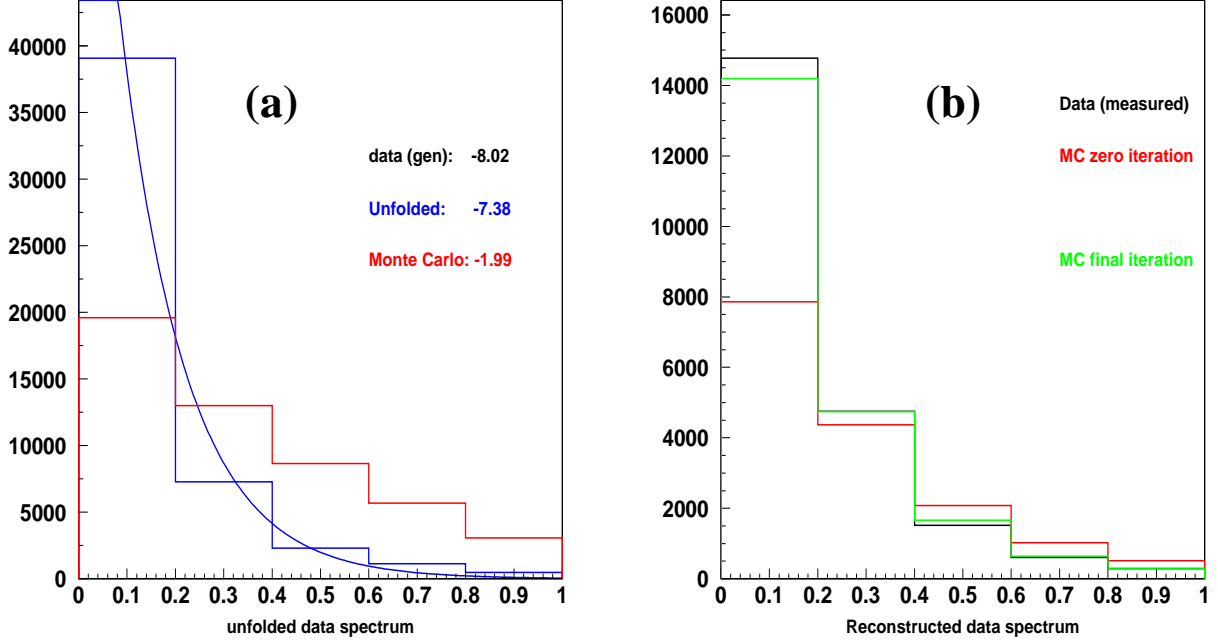 (a)
data (gen): -8.02
Unfolded: -7.38
Monte Carlo: -1.99
40000
35000
30000
25000
20000
15000
10000
5000
0
0 0.1 0.2 0.3 0.4 0.5 0.6 0.7 0.8 0.9 1
unfolded data spectrum
(b)
Data (measured)
MC zero iteration
MC final iteration
16000
14000
12000
10000
8000
6000
4000
2000
0
0 0.1 0.2 0.3 0.4 0.5 0.6 0.7 0.8 0.9 1
Reconstructed data spectrum